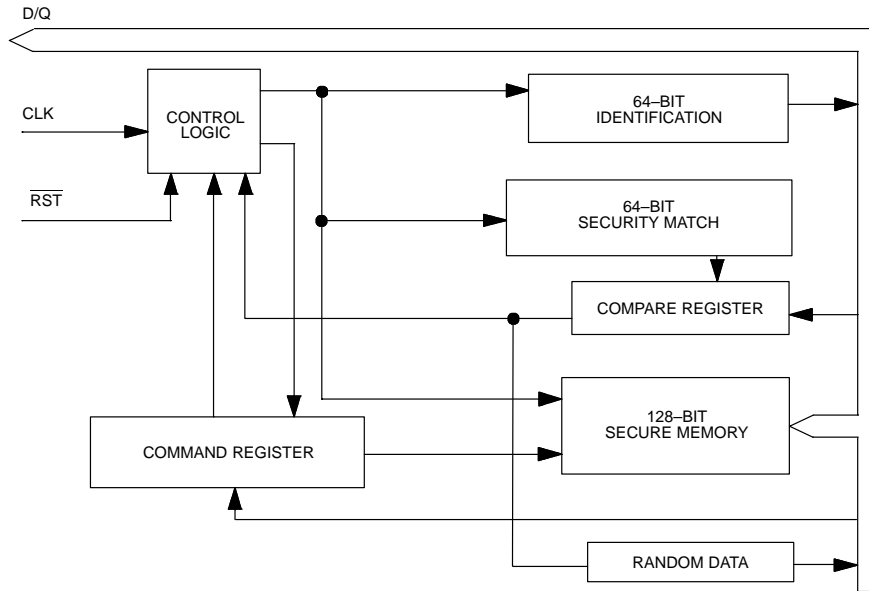 D/Q
CLK
RST
CONTROL
LOGIC
64–BIT
IDENTIFICATION
64–BIT
SECURITY MATCH
COMPARE REGISTER
128–BIT
SECURE MEMORY
COMMAND REGISTER
RANDOM DATA